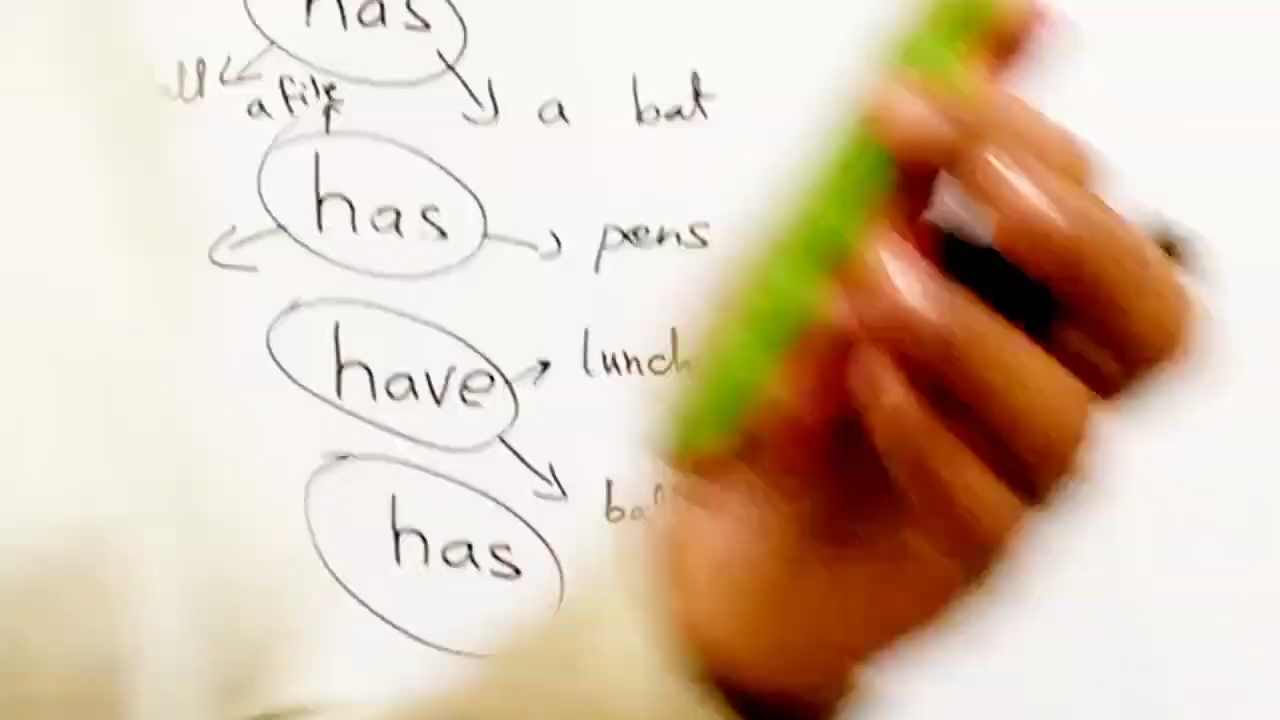 has
a file
a bat
has pens
have lunch
has